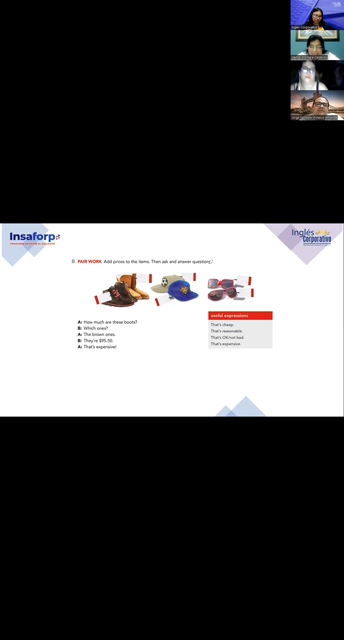 Insaforp
Inglés
Corporativo
D PAIR WORK Add prices to the items. Then ask and answer questions.
A: How much are these boots?
B: Which ones?
A: The brown ones.
B: They're $95.50.
A: That's expensive!
useful expressions
That's cheap.
That's reasonable.
That's OK/not bad.
That's expensive.